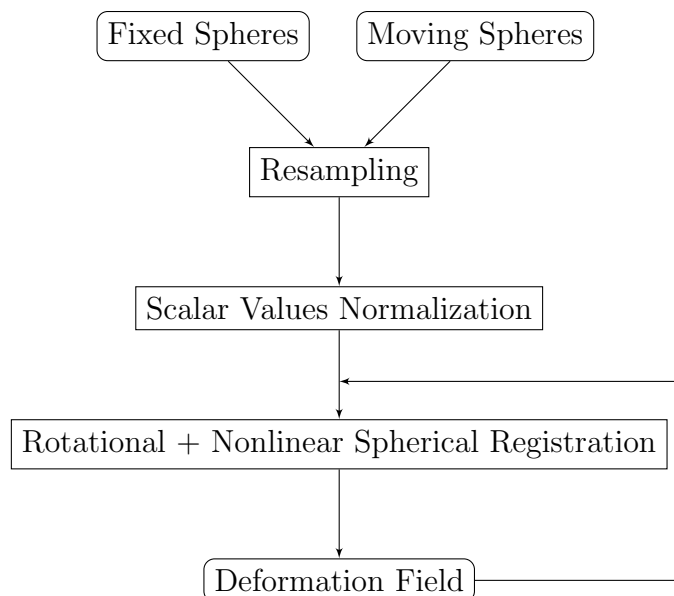 Fixed Spheres
Moving Spheres
Resampling
Scalar Values Normalization
Rotational + Nonlinear Spherical Registration
Deformation Field